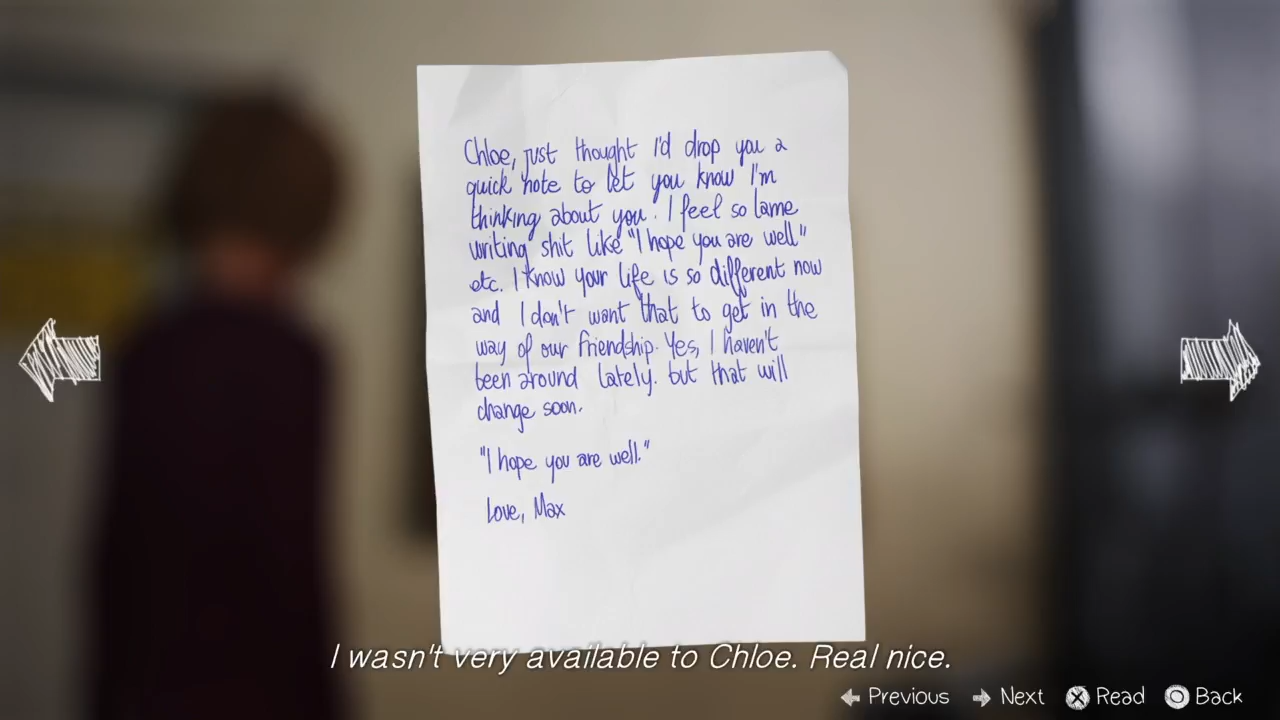 Chloe, just thought I'd drop you a
quick note to let you know I'm
thinking about you. I feel so lame
writing shit like "I hope you are well"
etc. I know your life is so different now
and I don't want that to get in the
way of our friendship. Yes, I haven't
been around lately. but that will
change soon.
"I hope you are well."
Love, Max
I wasn't very available to Chloe. Real nice.
Previous Next Read Back